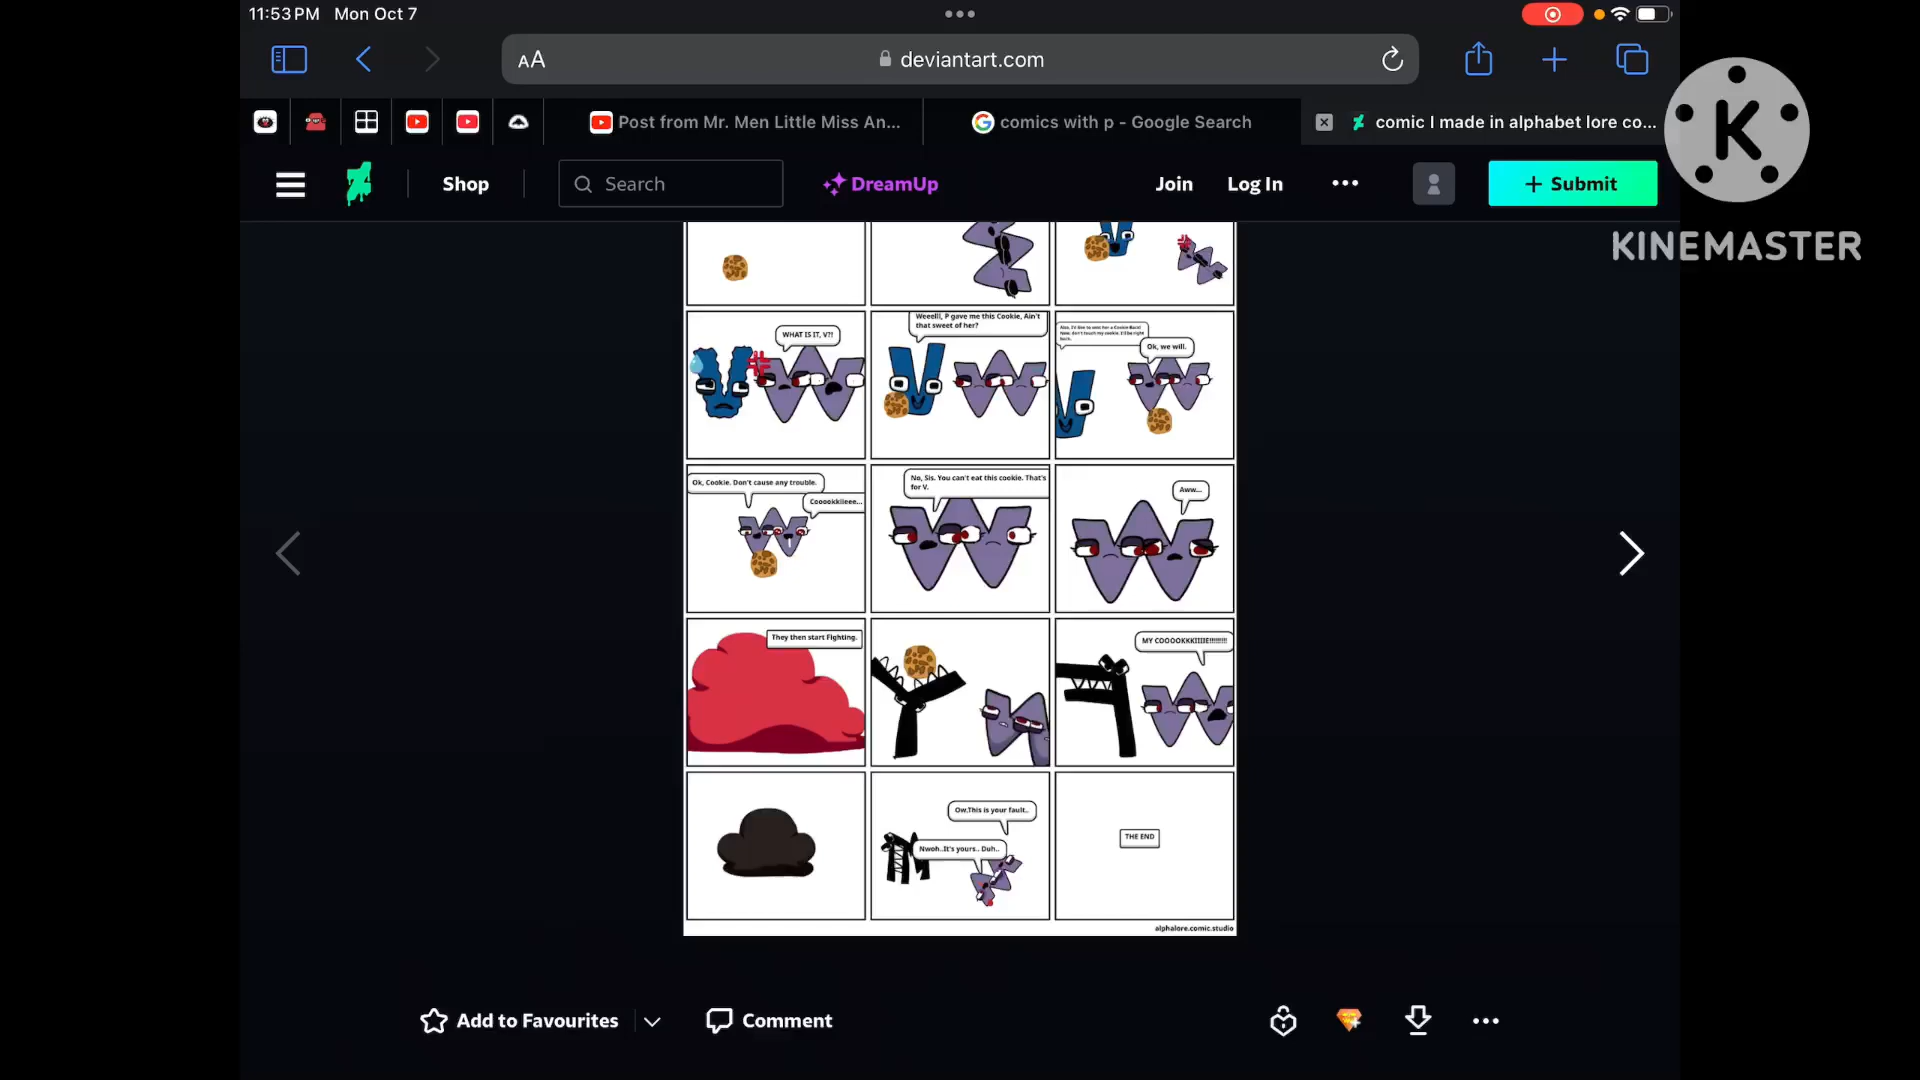 11:53 PM Mon Oct 7
AA
deviantart.com
Post from Mr. Men Little Miss An...
comics with p - Google Search
comic I made in alphabet lore co...
K
KINEMASTER
Shop
Search
DreamUp
Join
Log In
+ Submit
WHAT IS IT, V?!
Weeelll, P gave me this Cookie, Ain't
that sweet of her?
Ok, we will.
Ok, Cookie. Don't cause any trouble.
Cooookkiieee...
No, Sis. You can't eat this cookie. That's
for V.
Aww...
They then start Fighting.
MY COOOOKKKIIIIE!!!!!!!!!
Ow.This is your fault..
Nwoh..It's yours.. Duh..
THE END
alphalore.comic.studio
Add to Favourites
Comment